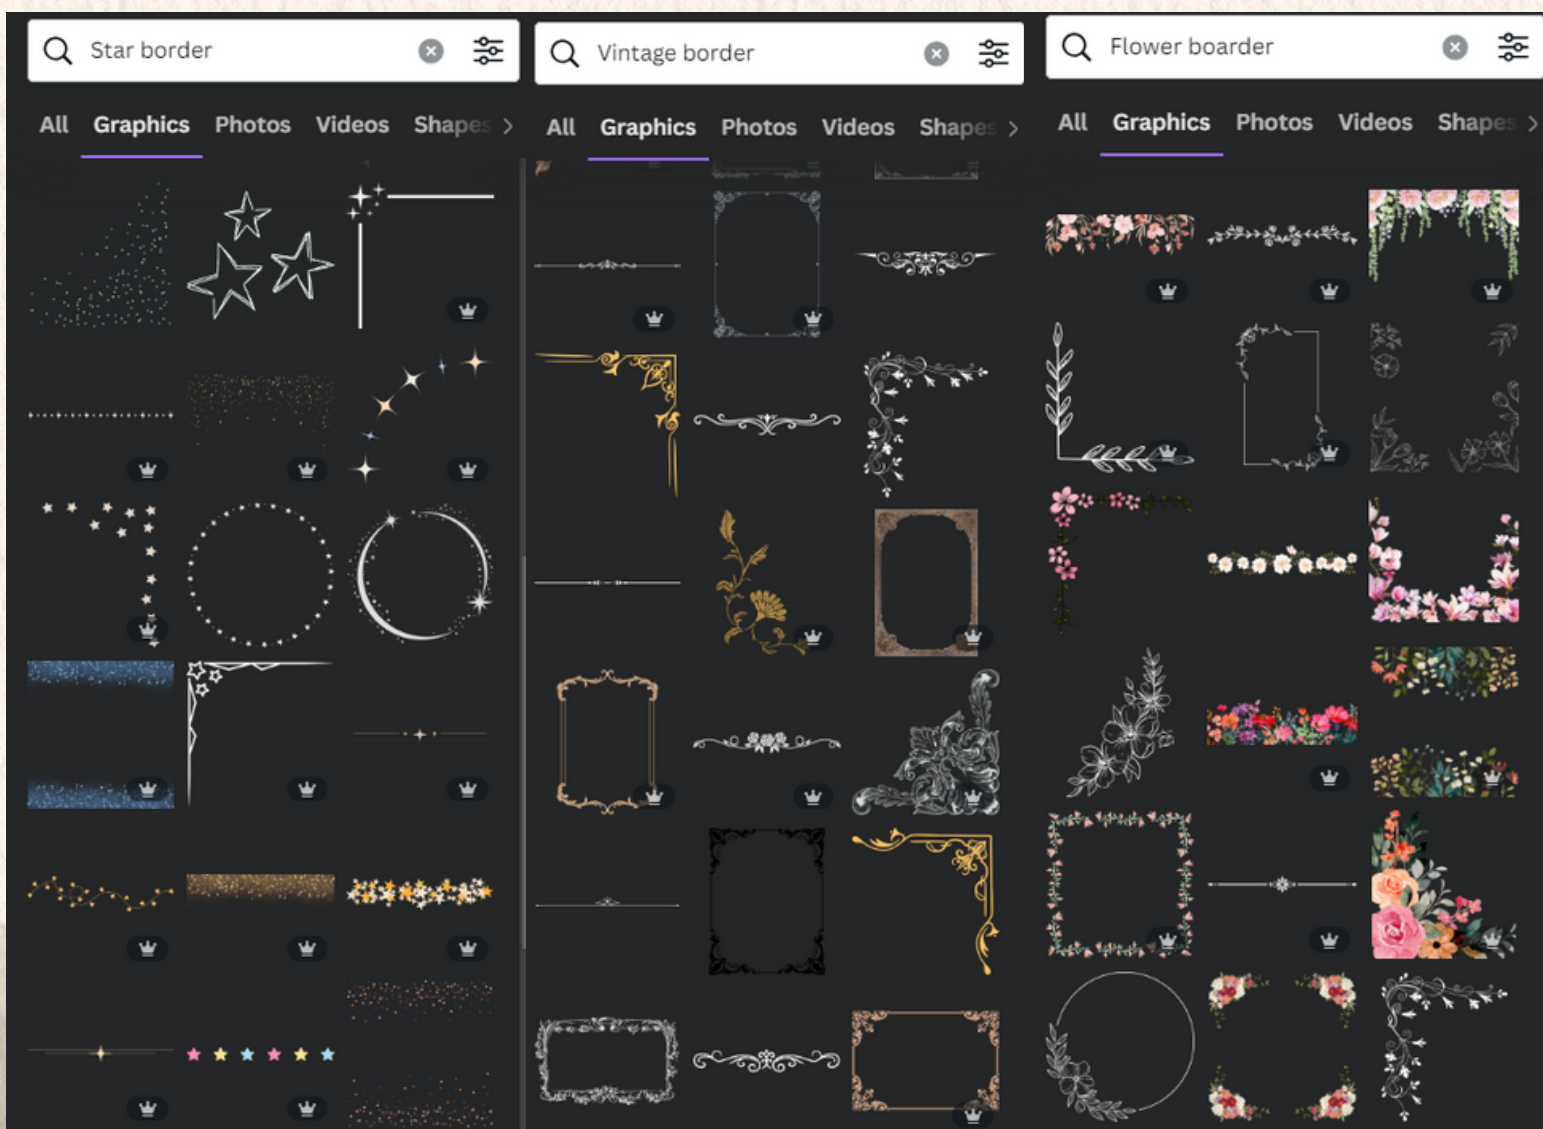 Star border
All Graphics Photos Videos Shapes
Vintage border
All Graphics Photos Videos Shapes
Flower boarder
All Graphics Photos Videos Shapes